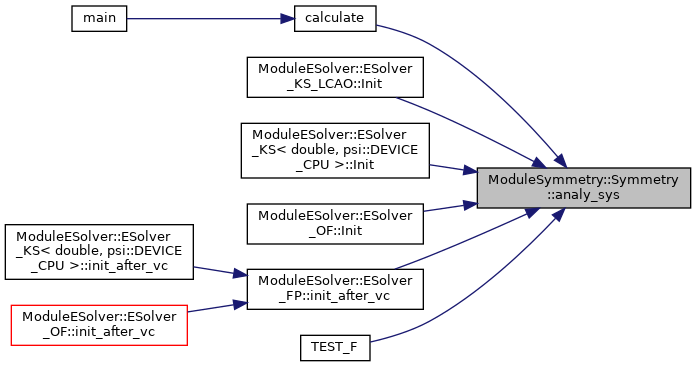 main
calculate
ModuleESolver::ESolver
_KS_LCAO::Init
ModuleESolver::ESolver
_KS< double, psi::DEVICE
_CPU >::Init
ModuleSymmetry::Symmetry
::analy_sys
ModuleESolver::ESolver
_OF::Init
ModuleESolver::ESolver
_KS< double, psi::DEVICE
_CPU >::init_after_vc
ModuleESolver::ESolver
_FP::init_after_vc
ModuleESolver::ESolver
_OF::init_after_vc
TEST_F